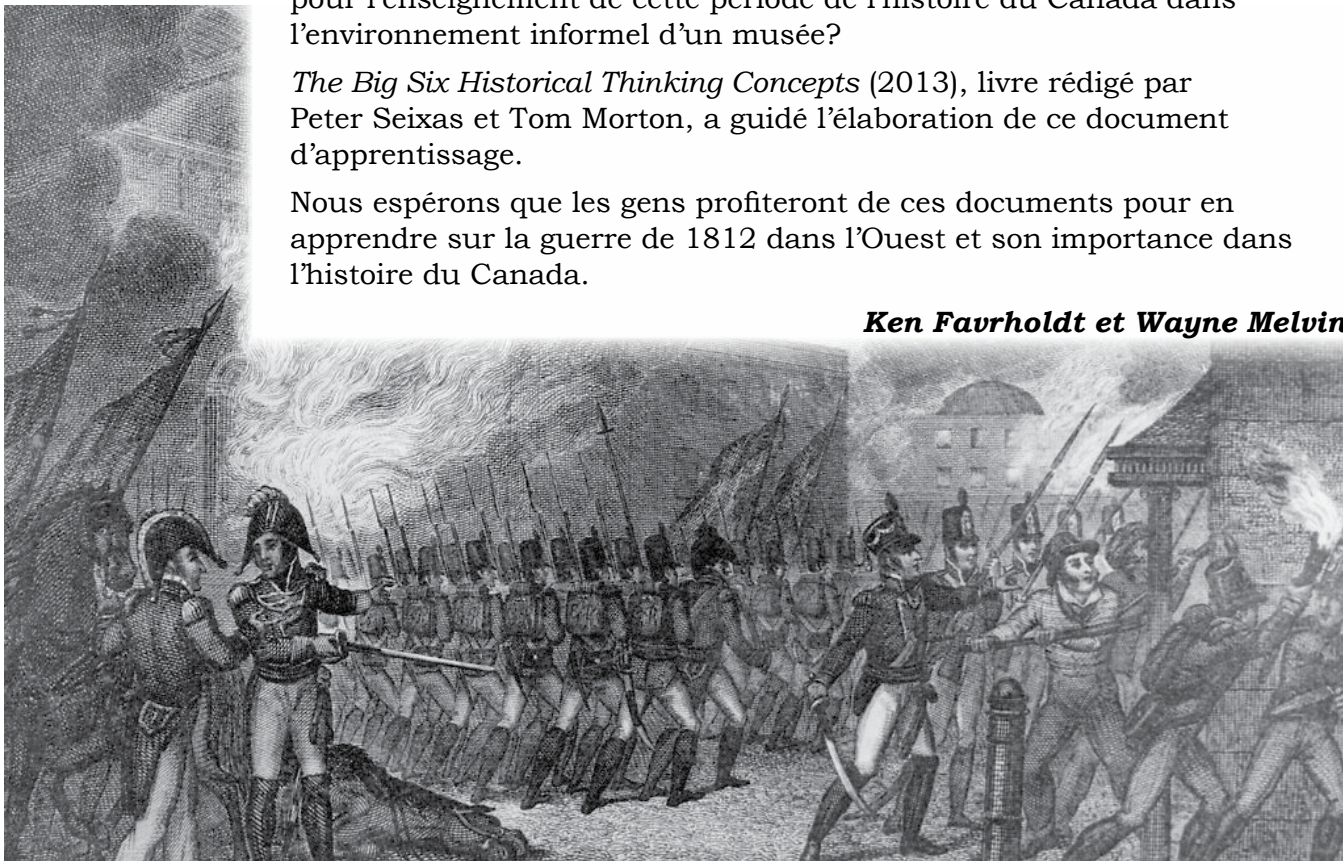 pour l'enseignement de cette période de l'histoire du Canada dans
l'environnement informel d'un musée?
The Big Six Historical Thinking Concepts (2013), livre rédigé par
Peter Seixas et Tom Morton, a guidé l'élaboration de ce document
d'apprentissage.
Nous espérons que les gens profiteront de ces documents pour en
apprendre sur la guerre de 1812 dans l'Ouest et son importance dans
l'histoire du Canada.
Ken Favrholdt et Wayne Melvin